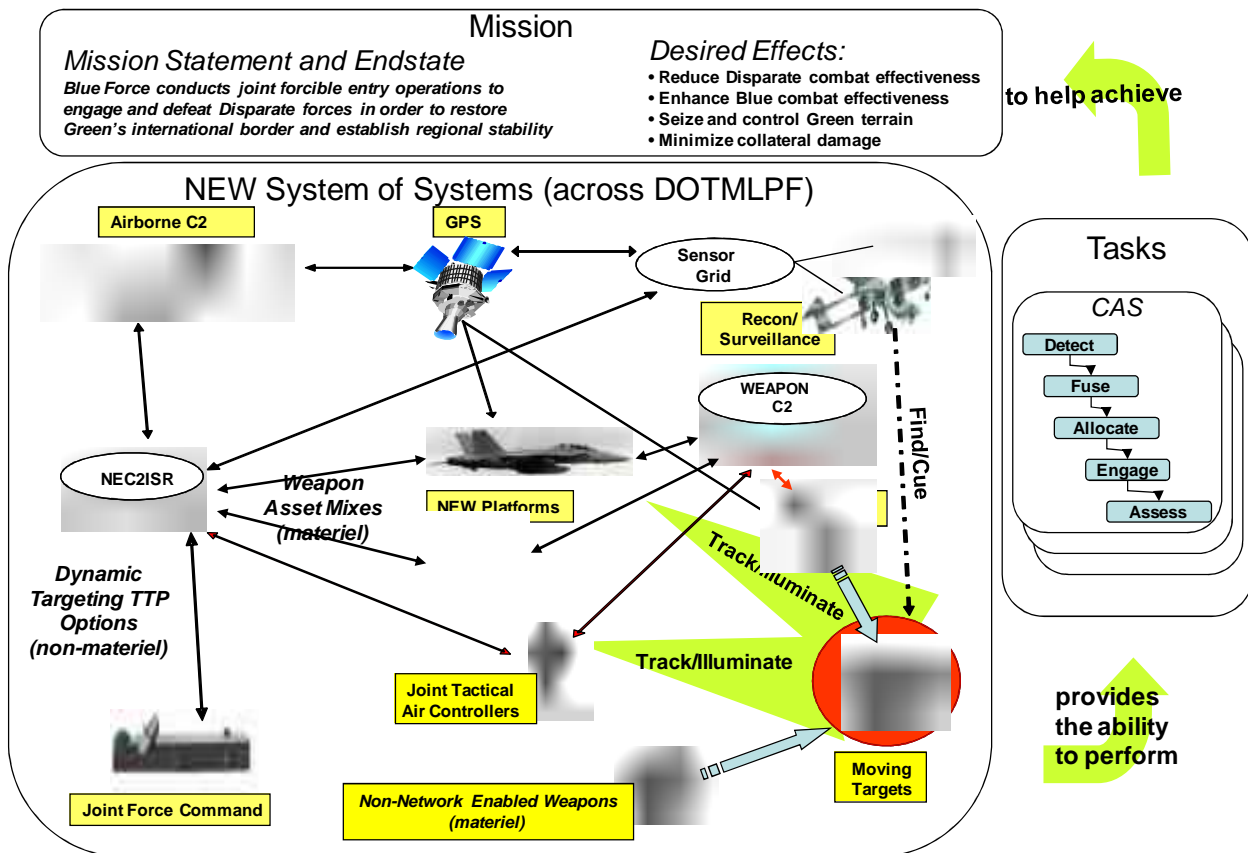 Mission
Mission Statement and Endstate
Blue Force conducts joint forcible entry operations to
engage and defeat Disparate forces in order to restore
Green's international border and establish regional stability
Desired Effects:
• Reduce Disparate combat effectiveness
• Enhance Blue combat effectiveness
• Seize and control Green terrain
• Minimize collateral damage
to help achieve
NEW System of Systems (across DOTMLPF)
Airborne C2
GPS
Sensor
Grid
Recon/
Surveillance
WEAPON
C2
Find/Cue
NEC2ISR
Weapon
Asset Mixes
(materiel)
NEW Platforms
Dynamic
Targeting TTP
Options
(non-materiel)
Track/Illuminate
Track/Illuminate
Joint Tactical
Air Controllers
Joint Force Command
Non-Network Enabled Weapons
(materiel)
Moving
Targets
Tasks
CAS
Detect
Fuse
Allocate
Engage
Assess
provides
the ability
to perform